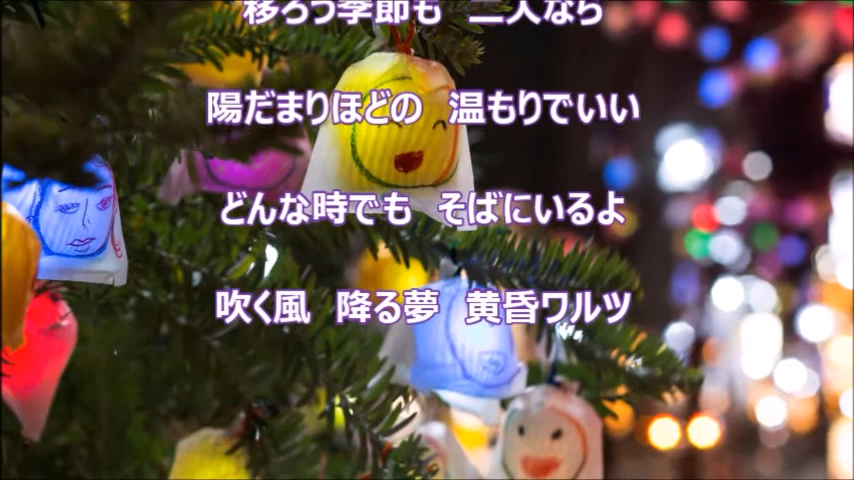 移ろう季節も　二人なら
陽だまりほどの　温もりでいい
どんな時でも　そばにいるよ
吹く風　降る夢　黄昏ワルツ